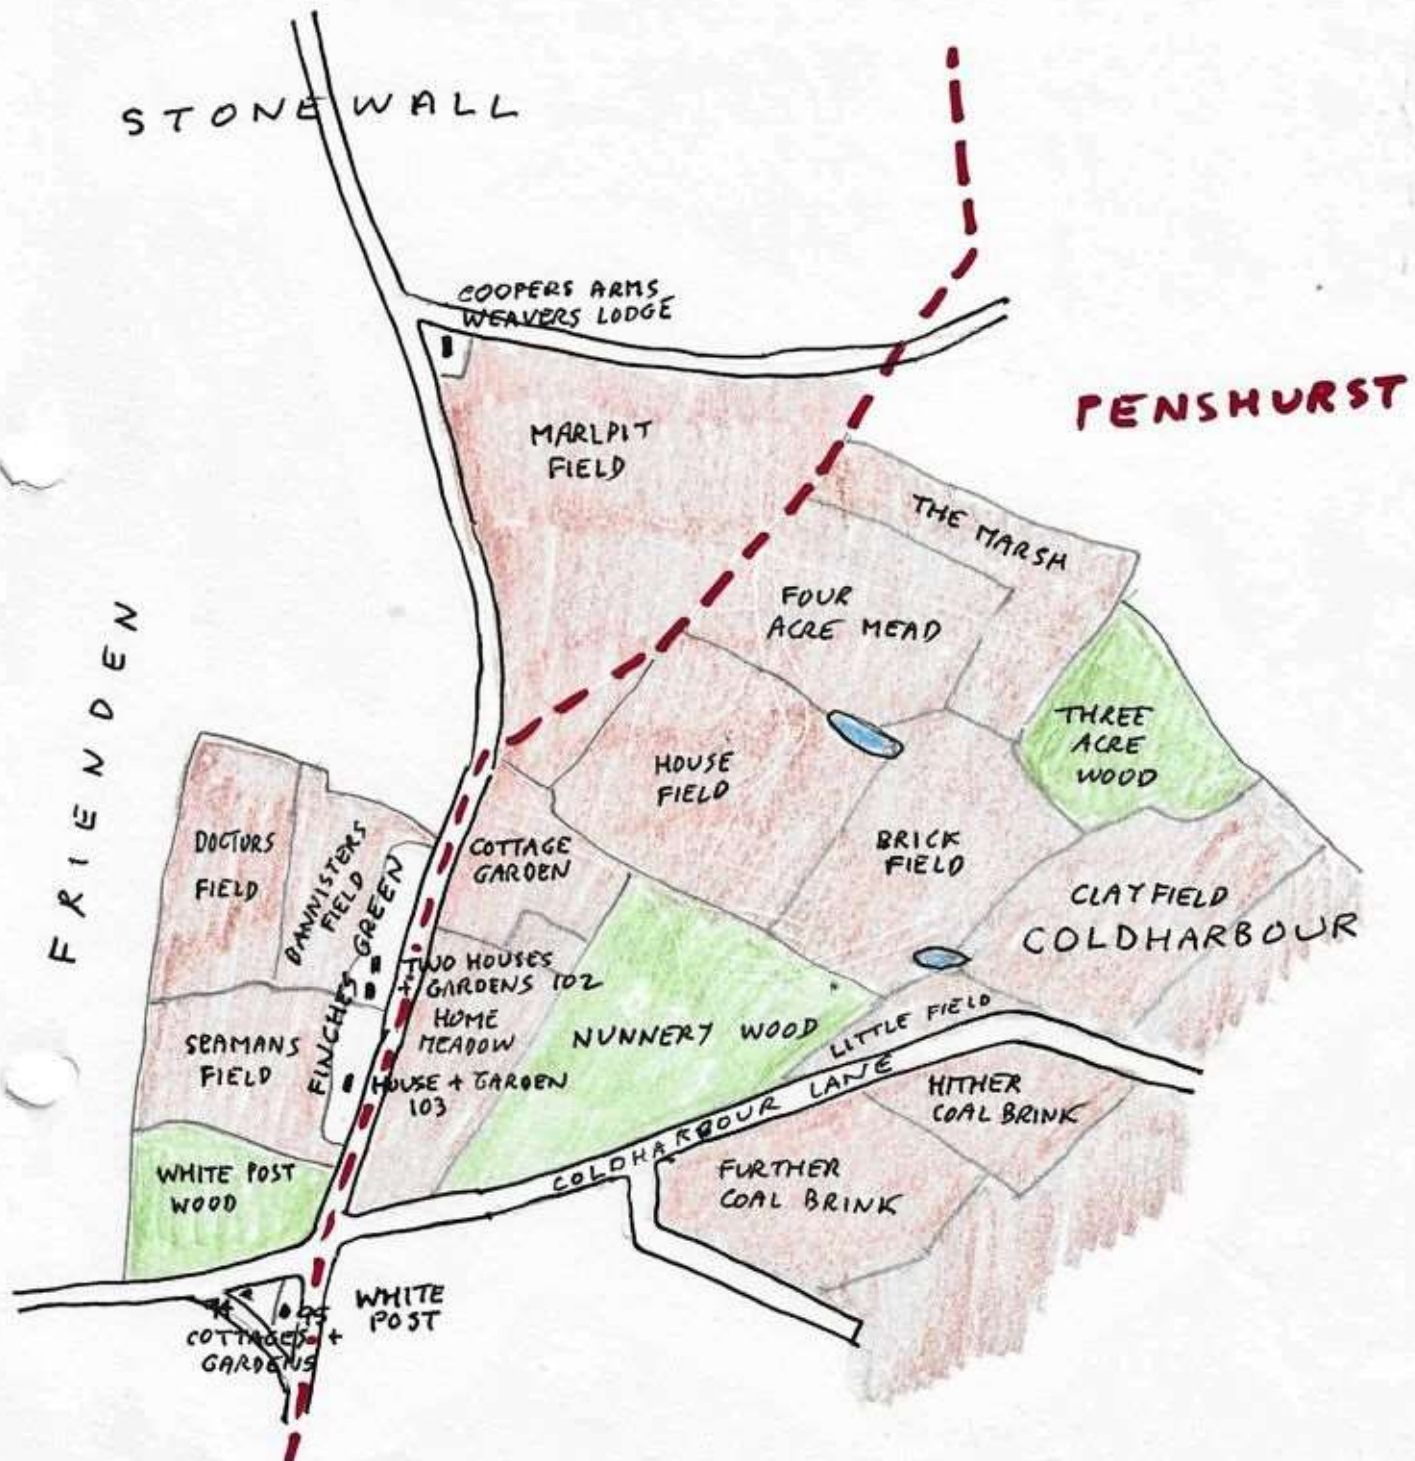 STONEWALL
COOPERS ARMS
WEAVERS LODGE
PENSHURST
MARLPIT
FIELD
THE MARSH
FOUR
ACRE MEAD
FRIENDEN
THREE
ACRE
WOOD
HOUSE
FIELD
DOCTORS
FIELD
BANNISTERS
FIELD
FINCHES GREEN
COTTAGE
GARDEN
BRICK
FIELD
CLAYFIELD
COLDHARBOUR
TWO HOUSES
+ GARDENS 102
HOME
MEADOW
NUNNERY WOOD
LITTLE FIELD
SEAMANS
FIELD
HOUSE + GARDEN
103
COLDHARBOUR LANE
HITHER
COAL BRINK
WHITE POST
WOOD
FURTHER
COAL BRINK
WHITE
POST
94 95
COTTAGES +
GARDENS